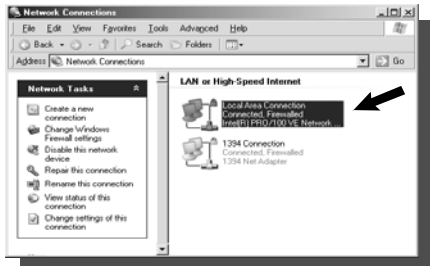 Network Connections
File Edit View Favorites Tools Advanced Help
Back Search Folders
Address Network Connections Go
Network Tasks
Create a new
connection
Change Windows
Firewall settings
Disable this network
device
Repair this connection
Rename this connection
View status of this
connection
Change settings of this
connection
LAN or High-Speed Internet
Local Area Connection
Connected, Firewalled
Intel(R) PRO/100 VE Network ...
1394 Connection
Connected, Firewalled
1394 Net Adapter